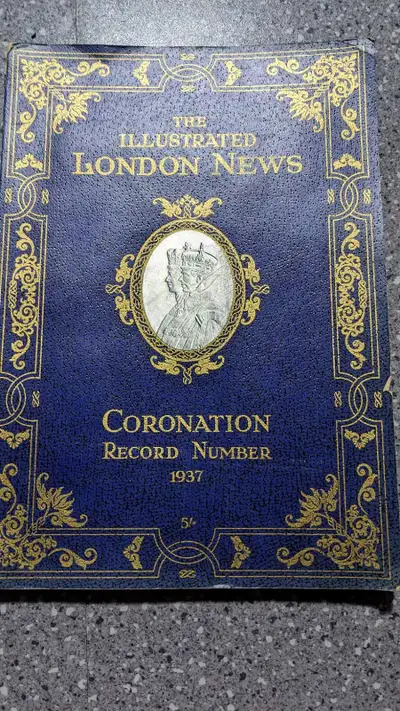 THE
ILLUSTRATED
LONDON NEWS
CORONATION
RECORD NUMBER
1937
5/-